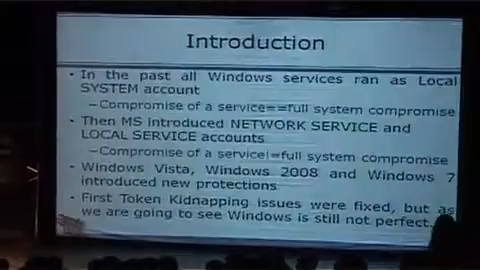 Introduction
• In the past all Windows services ran as Local
SYSTEM account
–Compromise of a service==full system compromise
• Then MS introduced NETWORK SERVICE and
LOCAL SERVICE accounts
–Compromise of a service!=full system compromise
• Windows Vista, Windows 2008 and Windows 7
introduced new protections
• First Token Kidnapping issues were fixed, but as
we are going to see Windows is still not perfect..